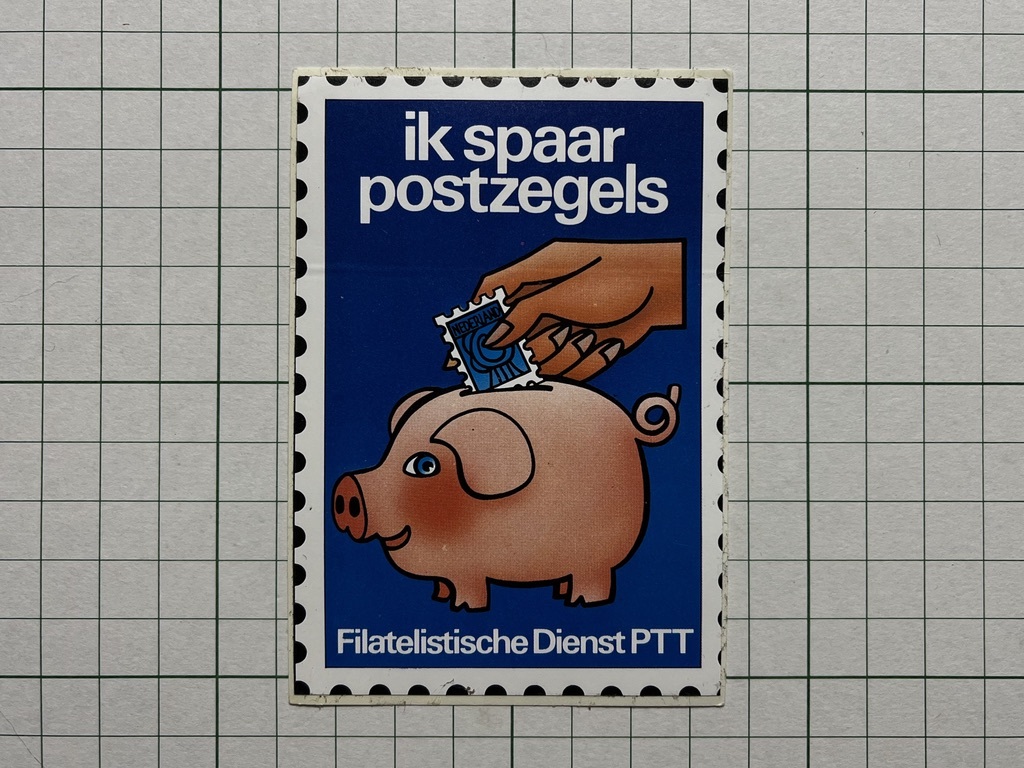 ik spaar
postzegels
NEDERLAND
Filatelistische Dienst PTT